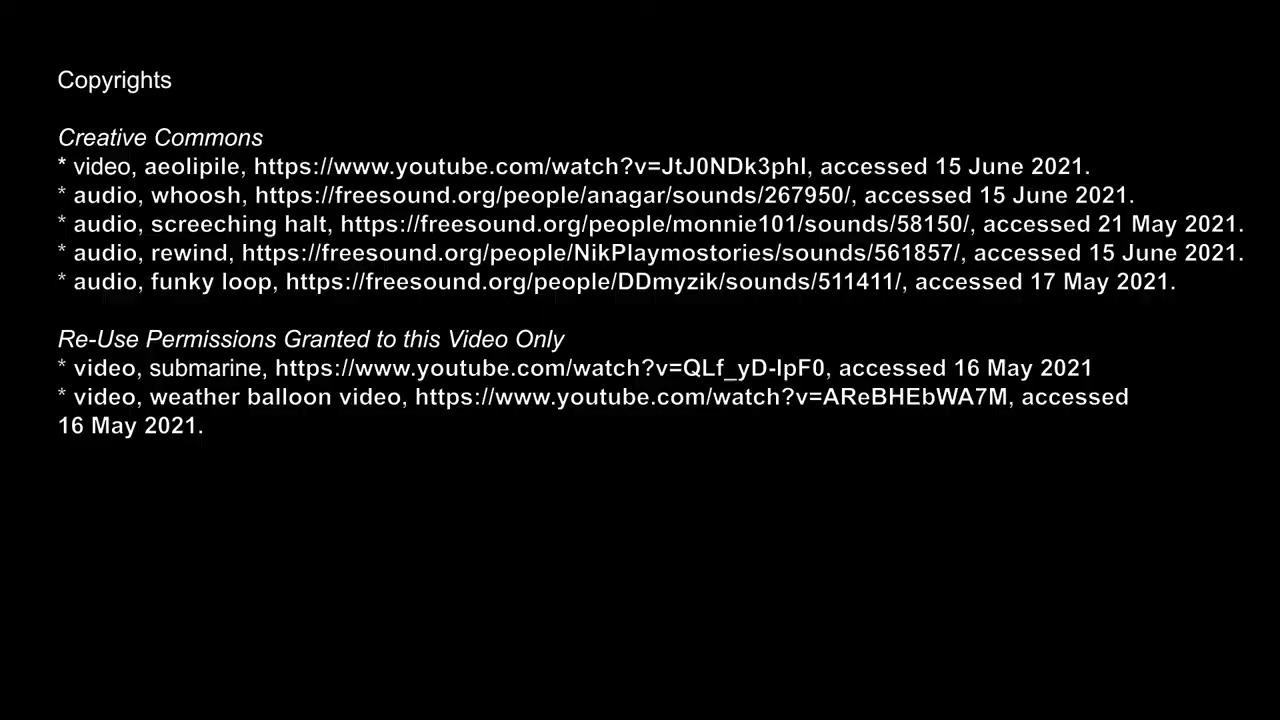 Copyrights
Creative Commons
* video, aeolipile, https://www.youtube.com/watch?v=JtJ0NDk3phI, accessed 15 June 2021.
* audio, whoosh, https://freesound.org/people/anagar/sounds/267950/, accessed 15 June 2021.
* audio, screeching halt, https://freesound.org/people/monnie101/sounds/58150/, accessed 21 May 2021.
* audio, rewind, https://freesound.org/people/NikPlaymostories/sounds/561857/, accessed 15 June 2021.
* audio, funky loop, https://freesound.org/people/DDmyzik/sounds/511411/, accessed 17 May 2021.
Re-Use Permissions Granted to this Video Only
* video, submarine, https://www.youtube.com/watch?v=QLf_yD-lpF0, accessed 16 May 2021
* video, weather balloon video, https://www.youtube.com/watch?v=AReBHEbWA7M, accessed
16 May 2021.